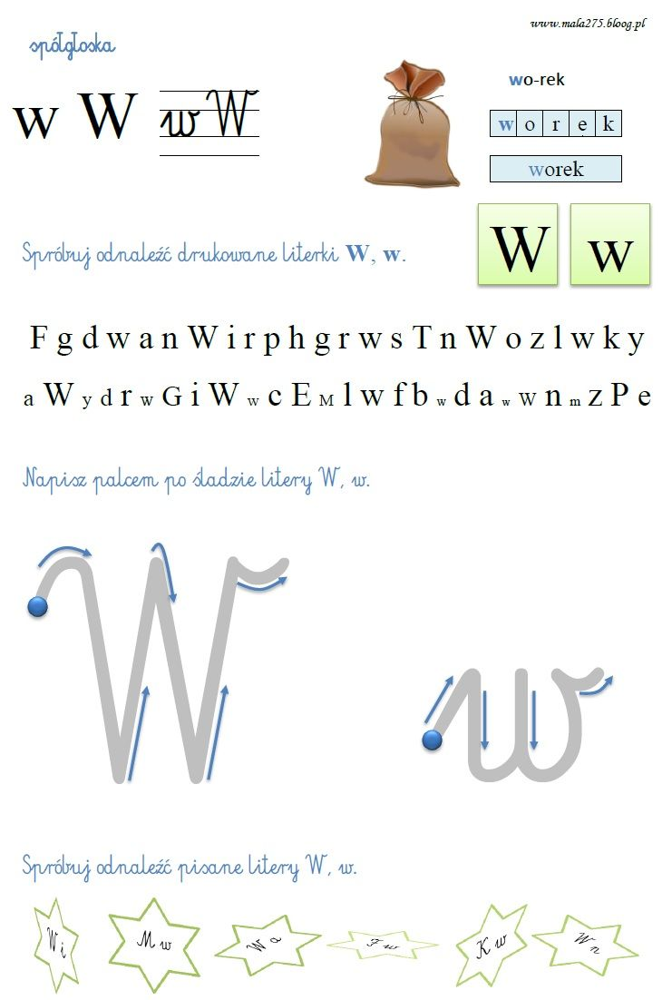 www.mala275.bloog.pl
spółgłoska
w W w W
wo-rek
w o r e k
worek
W w
Spróbuj odnaleźć drukowane literki W, w.
F g d w a n W i r p h g r w s T n W o z l w k y
a W y d r w G i W w c E M l w f b w d a w w n m z P e
Napisz palcem po śladzie litery W, w.
W w
Spróbuj odnaleźć pisane litery W, w.
W i M w W a F w K w W n